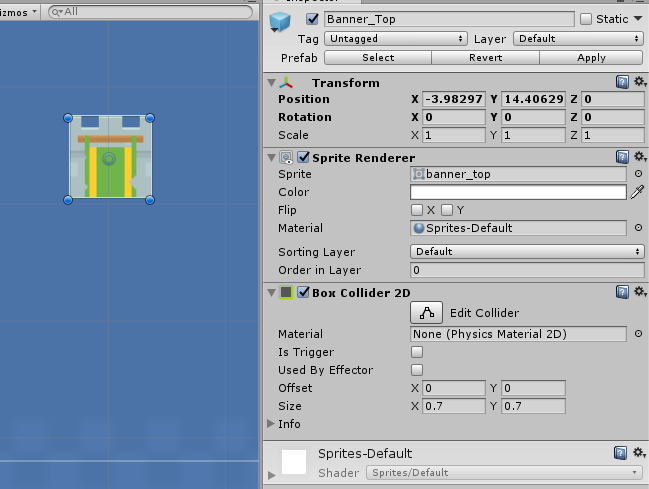 izmos All
Inspector
Banner_Top Static
Tag Untagged Layer Default
Prefab Select Revert Apply
Transform
Position X -3.98297 Y 14.40629 Z 0
Rotation X 0 Y 0 Z 0
Scale X 1 Y 1 Z 1
Sprite Renderer
Sprite banner_top
Color
Flip X Y
Material Sprites-Default
Sorting Layer Default
Order in Layer 0
Box Collider 2D
Edit Collider
Material None (Physics Material 2D)
Is Trigger
Used By Effector
Offset X 0 Y 0
Size X 0.7 Y 0.7
Info
Sprites-Default
Shader Sprites/Default